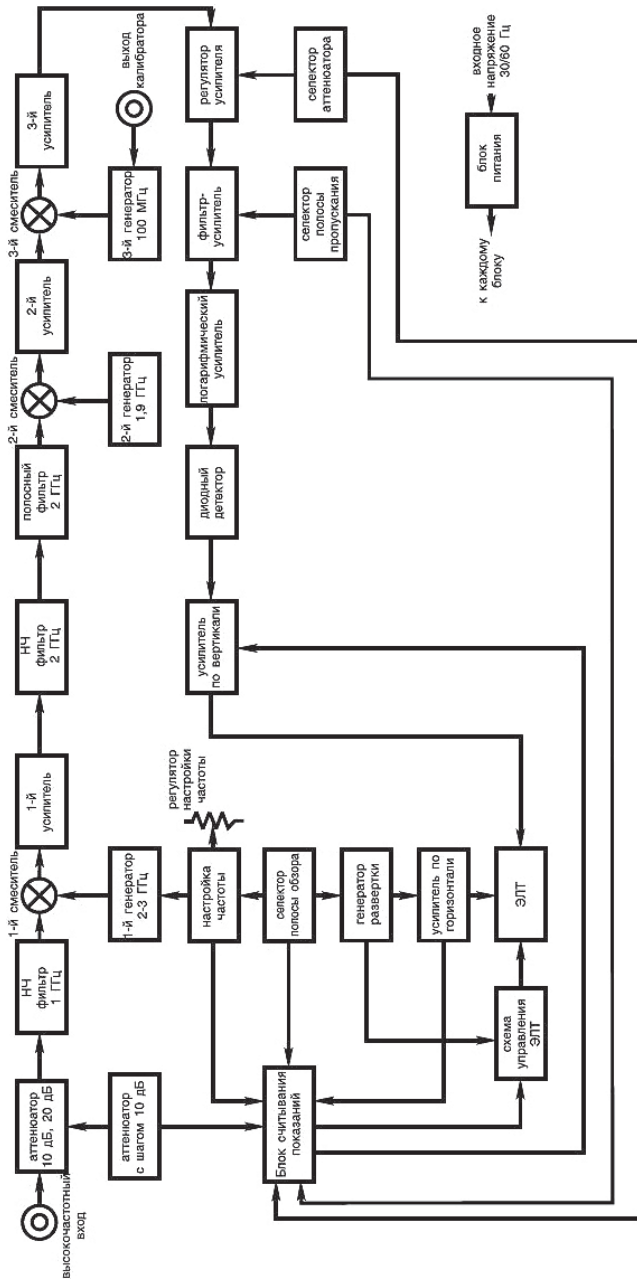 высокочастотный
вход
аттенюатор
10 дБ, 20 дБ
НЧ
фильтр
1 ГГц
1-й смеситель
1-й усилитель
НЧ
фильтр
2 ГГц
полосный
фильтр
2 ГГц
2-й смеситель
2-й
усилитель
3-й смеситель
3-й
усилитель
аттенюатор
с шагом 10 дБ
1-й генератор
2-3 ГГц
2-й генератор
1,9 ГГц
3-й генератор
100 МГц
выход
калибратора
настройка
частоты
регулятор
настройки
частоты
усилитель
по вертикали
диодный
детектор
логарифмический
усилитель
фильтр-
усилитель
регулятор
усилителя
Блок считывания
показаний
селектор
полосы обзора
селектор
полосы
пропускания
селектор
аттенюатора
генератор
развертки
усилитель по
горизонтали
схема
управления
ЭЛТ
ЭЛТ
к каждому
блоку
блок
питания
входное
напряжение
30/60 Гц